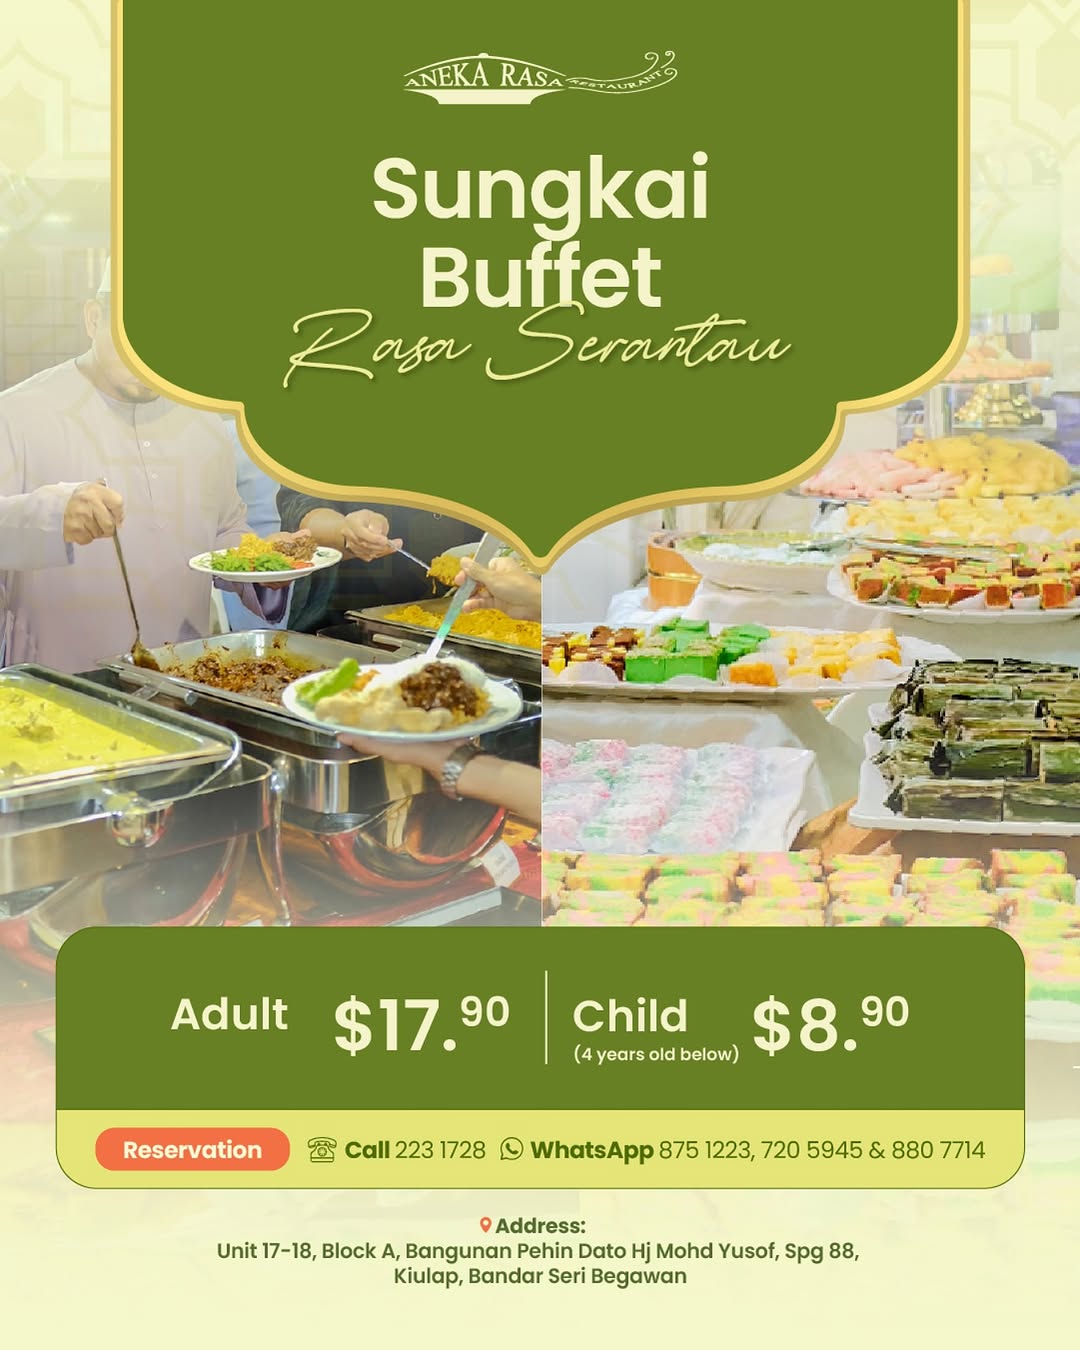 ANEKA RASA RESTAURANT
Sungkai
Buffet
Rasa Serantau
Adult $17.90
Child $8.90
(4 years old below)
Reservation Call 223 1728 WhatsApp 875 1223, 720 5945 & 880 7714
Address:
Unit 17-18, Block A, Bangunan Pehin Dato Hj Mohd Yusof, Spg 88,
Kiulap, Bandar Seri Begawan